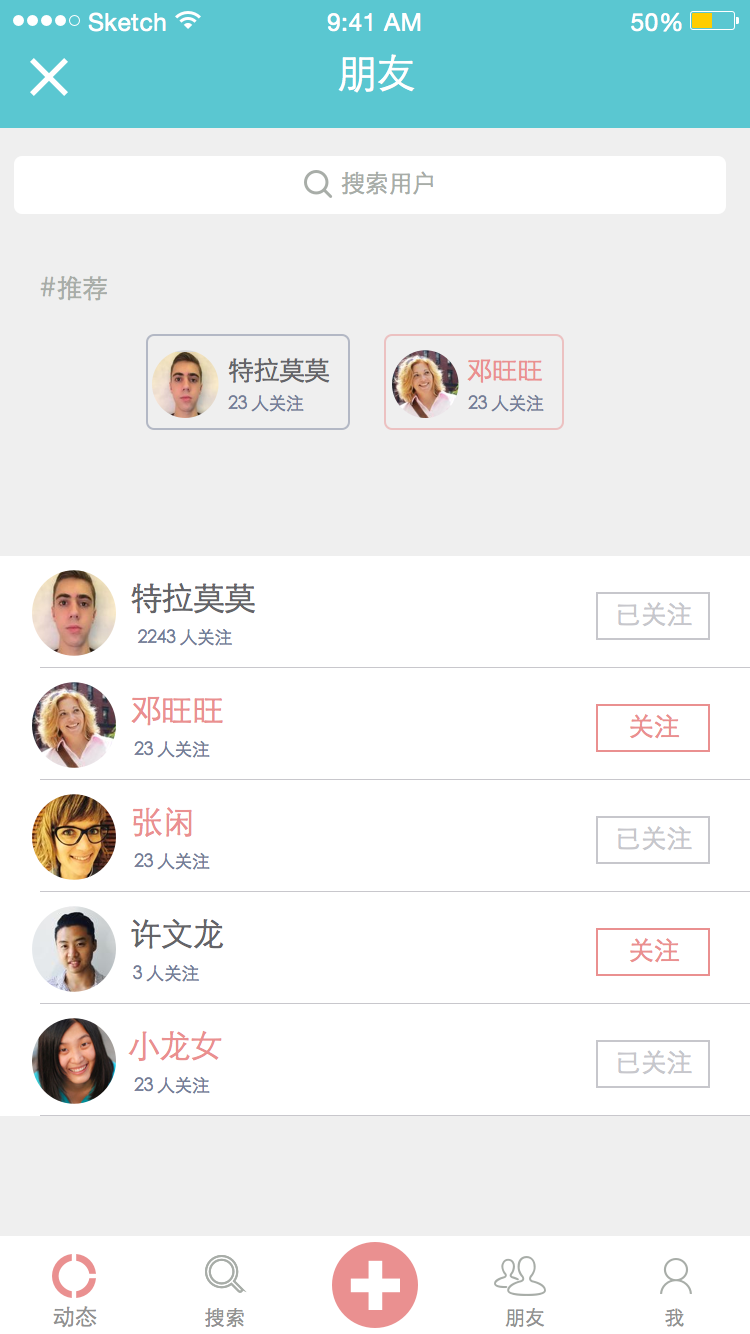 Sketch 9:41 AM 50%
朋友
搜索用户
#推荐
特拉莫莫
23 人关注
邓旺旺
23 人关注
特拉莫莫
2243 人关注
已关注
邓旺旺
23 人关注
关注
张闲
23 人关注
已关注
许文龙
3 人关注
关注
小龙女
23 人关注
已关注
动态 搜索 朋友 我